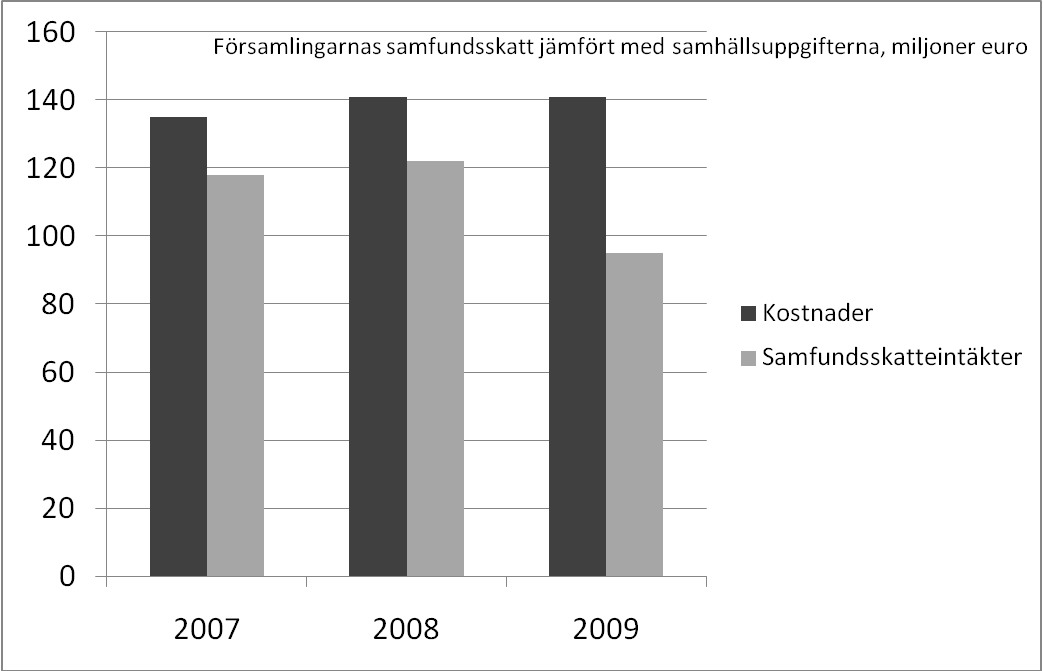 Församlingarnas samfundsskatt jämfört med samhällsuppgifterna, miljoner euro
160
140
120
100
80
60
40
20
0
2007 2008 2009
Kostnader
Samfundsskatteintäkter